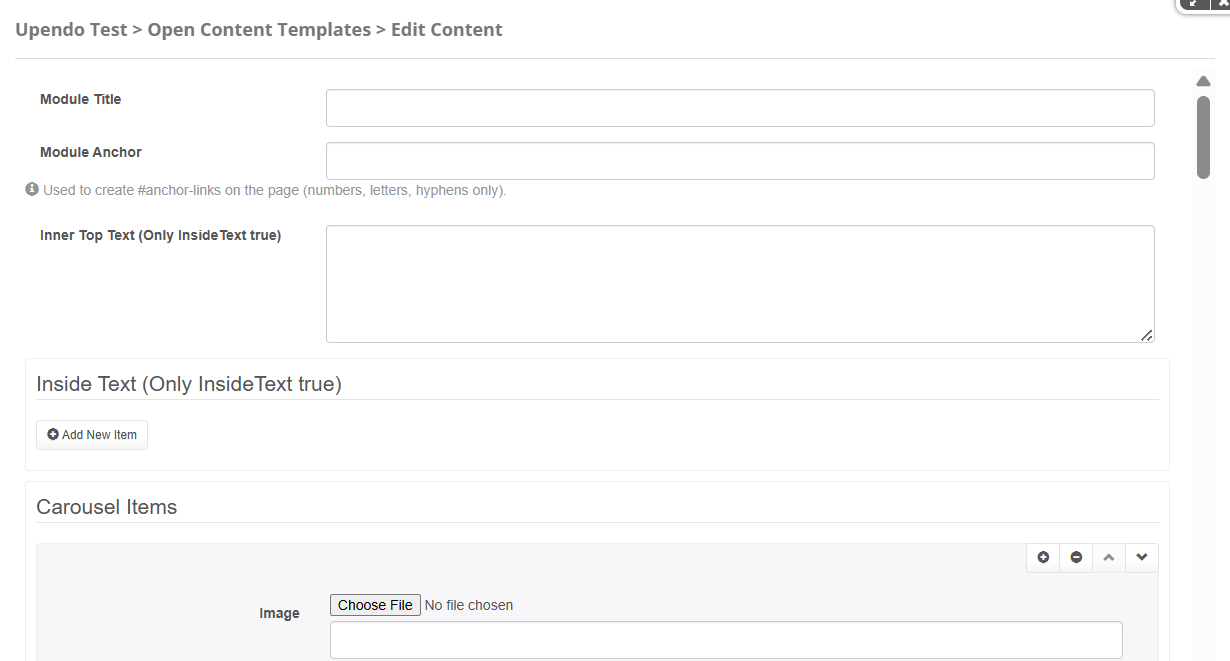 Upendo Test > Open Content Templates > Edit Content
Module Title
Module Anchor
Used to create #anchor-links on the page (numbers, letters, hyphens only).
Inner Top Text (Only InsideText true)
Inside Text (Only InsideText true)
Add New Item
Carousel Items
Image
Choose File No file chosen